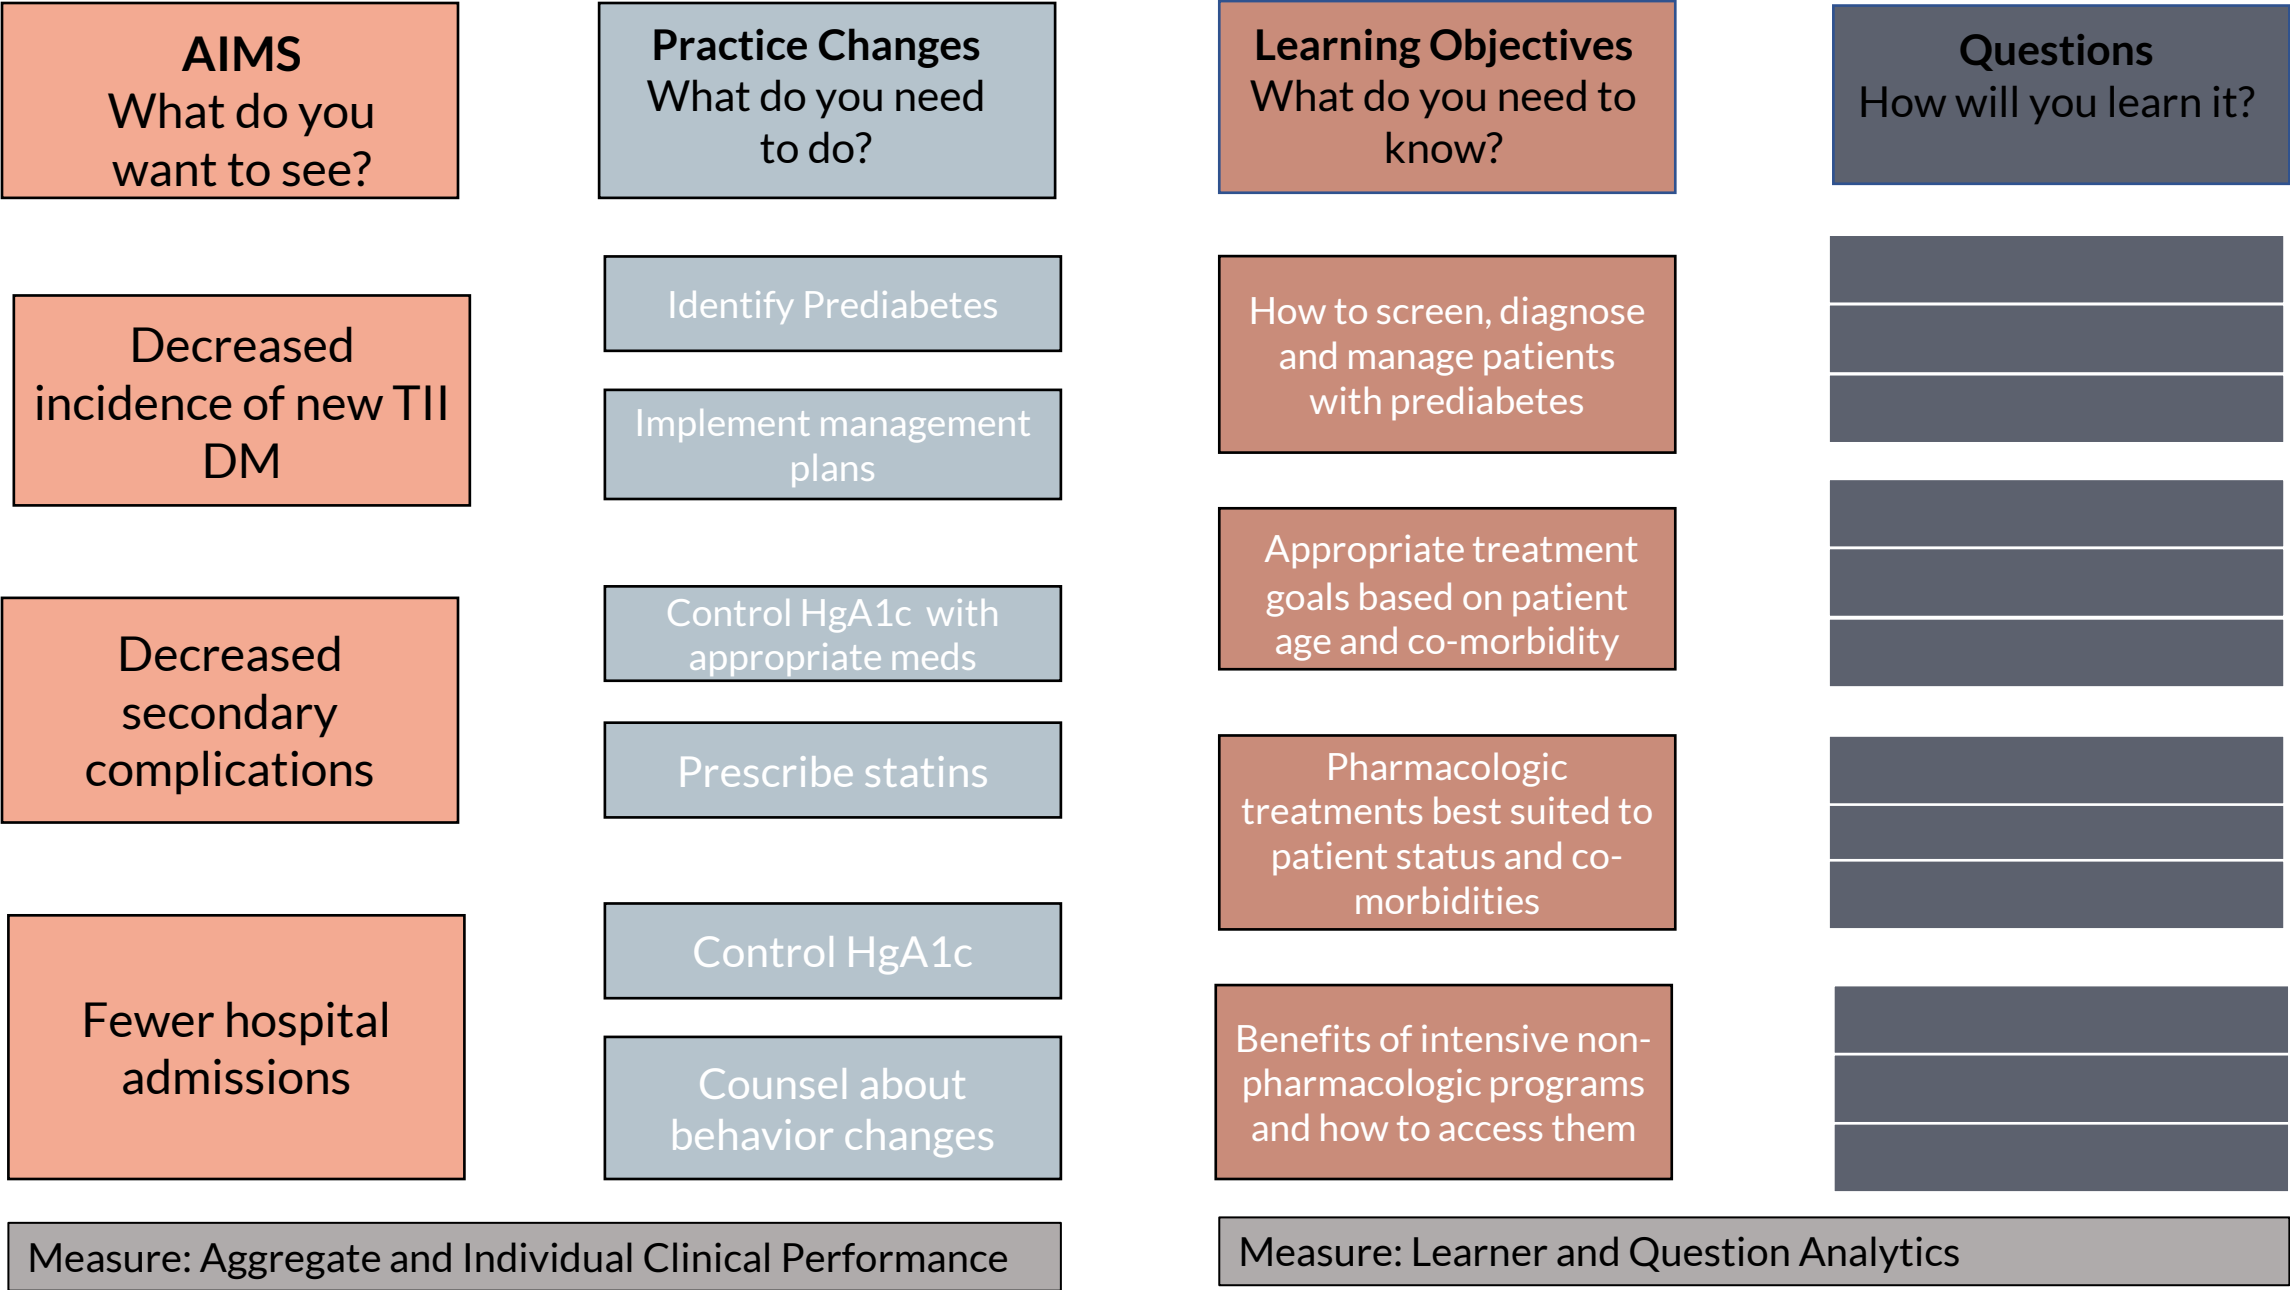 AIMS
What do you
want to see?
Practice Changes
What do you need
to do?
Learning Objectives
What do you need to
know?
Questions
How will you learn it?
Decreased
incidence of new TII
DM
Decreased
secondary
complications
Fewer hospital
admissions
Identify Prediabetes
Implement management
plans
Control HgA1c with
appropriate meds
Prescribe statins
Control HgA1c
Counsel about
behavior changes
How to screen, diagnose
and manage patients
with prediabetes
Appropriate treatment
goals based on patient
age and co-morbidity
Pharmacologic
treatments best suited to
patient status and co-
morbidities
Benefits of intensive non-
pharmacologic programs
and how to access them
Measure: Aggregate and Individual Clinical Performance
Measure: Learner and Question Analytics